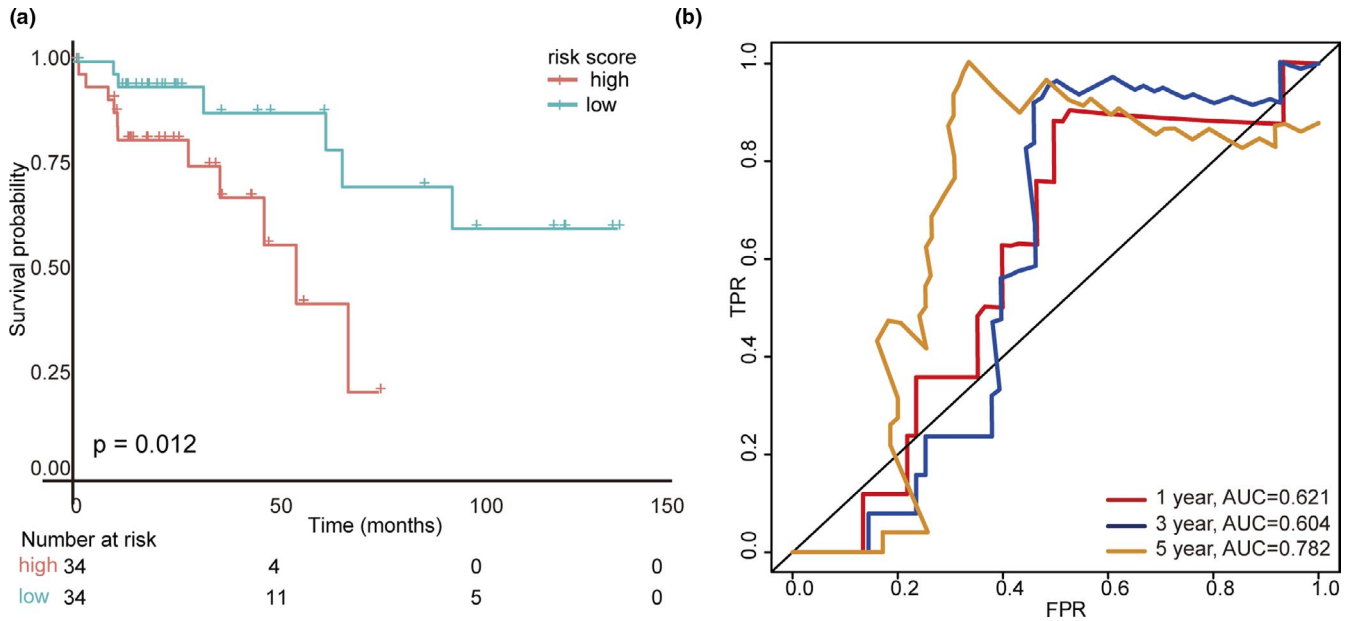 (a)
risk score
high
low
1.00
0.75
0.50
0.25
0.00
Survival probability
p = 0.012
0 50 100 150
Time (months)
Number at risk
high 34 4 0 0
low 34 11 5 0
(b)
1.0
0.8
0.6
0.4
0.2
0.0
TPR
1 year, AUC=0.621
3 year, AUC=0.604
5 year, AUC=0.782
0.0 0.2 0.4 0.6 0.8 1.0
FPR